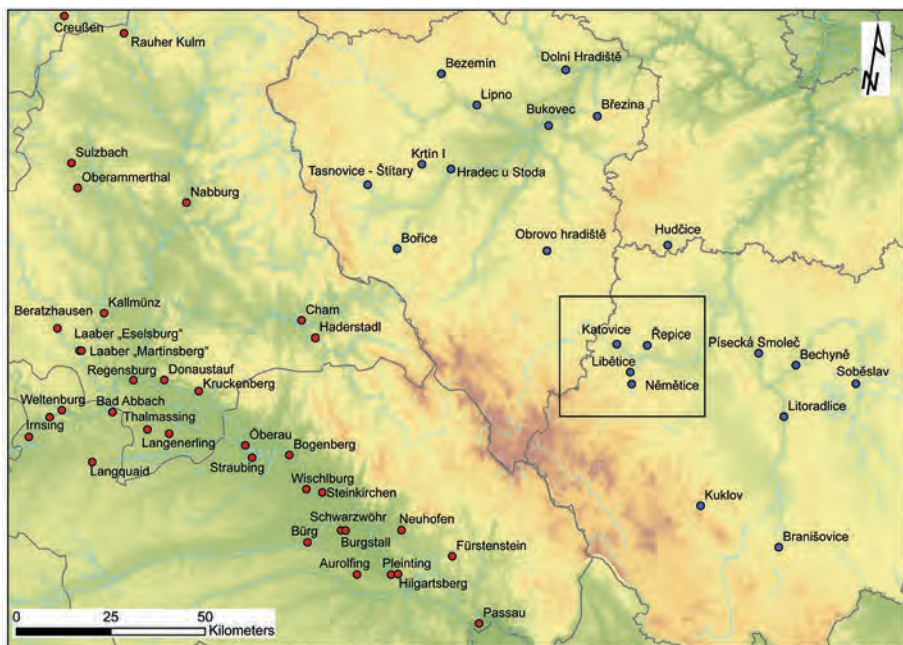 Creußen
Rauher Kulm
N
Dolní Hradiště
Bezemín
Lipno
Březina
Bukovec
Sulzbach
Krtín I
Oberammerthal
Tasnovice - Štítary
Hradec u Stoda
Nabburg
Hudčice
Bořice
Obrovo hradiště
Kallmünz
Beratzhausen
Cham
Haderstadl
Laaber „Eselsburg“
Laaber „Martinsberg“
Katovice
Řepice
Písecká Smoleč
Regensburg
Donaustauf
Kruckenberg
Libětice
Bechyně
Soběslav
Němětice
Weltenburg
Bad Abbach
Thalmassing
Litoradlice
Irnsing
Langenerling
Öberau
Bogenberg
Langquaid
Straubing
Wischlburg
Steinkirchen
Kuklov
Schwarzwöhr
Neuhofen
Bürg
Burgstall
Branišovice
Fürstenstein
Aurolfing
Pleinting
Hilgartsberg
Passau
0 25 50
Kilometers